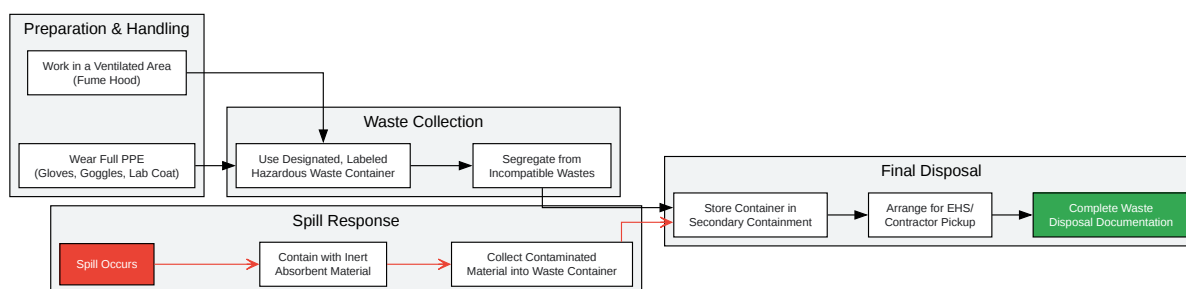 Preparation & Handling
Work in a Ventilated Area
(Fume Hood)
Wear Full PPE
(Gloves, Goggles, Lab Coat)
Waste Collection
Use Designated, Labeled
Hazardous Waste Container
Segregate from
Incompatible Wastes
Spill Response
Spill Occurs
Contain with Inert
Absorbent Material
Collect Contaminated
Material into Waste Container
Final Disposal
Store Container in
Secondary Containment
Arrange for EHS/
Contractor Pickup
Complete Waste
Disposal Documentation